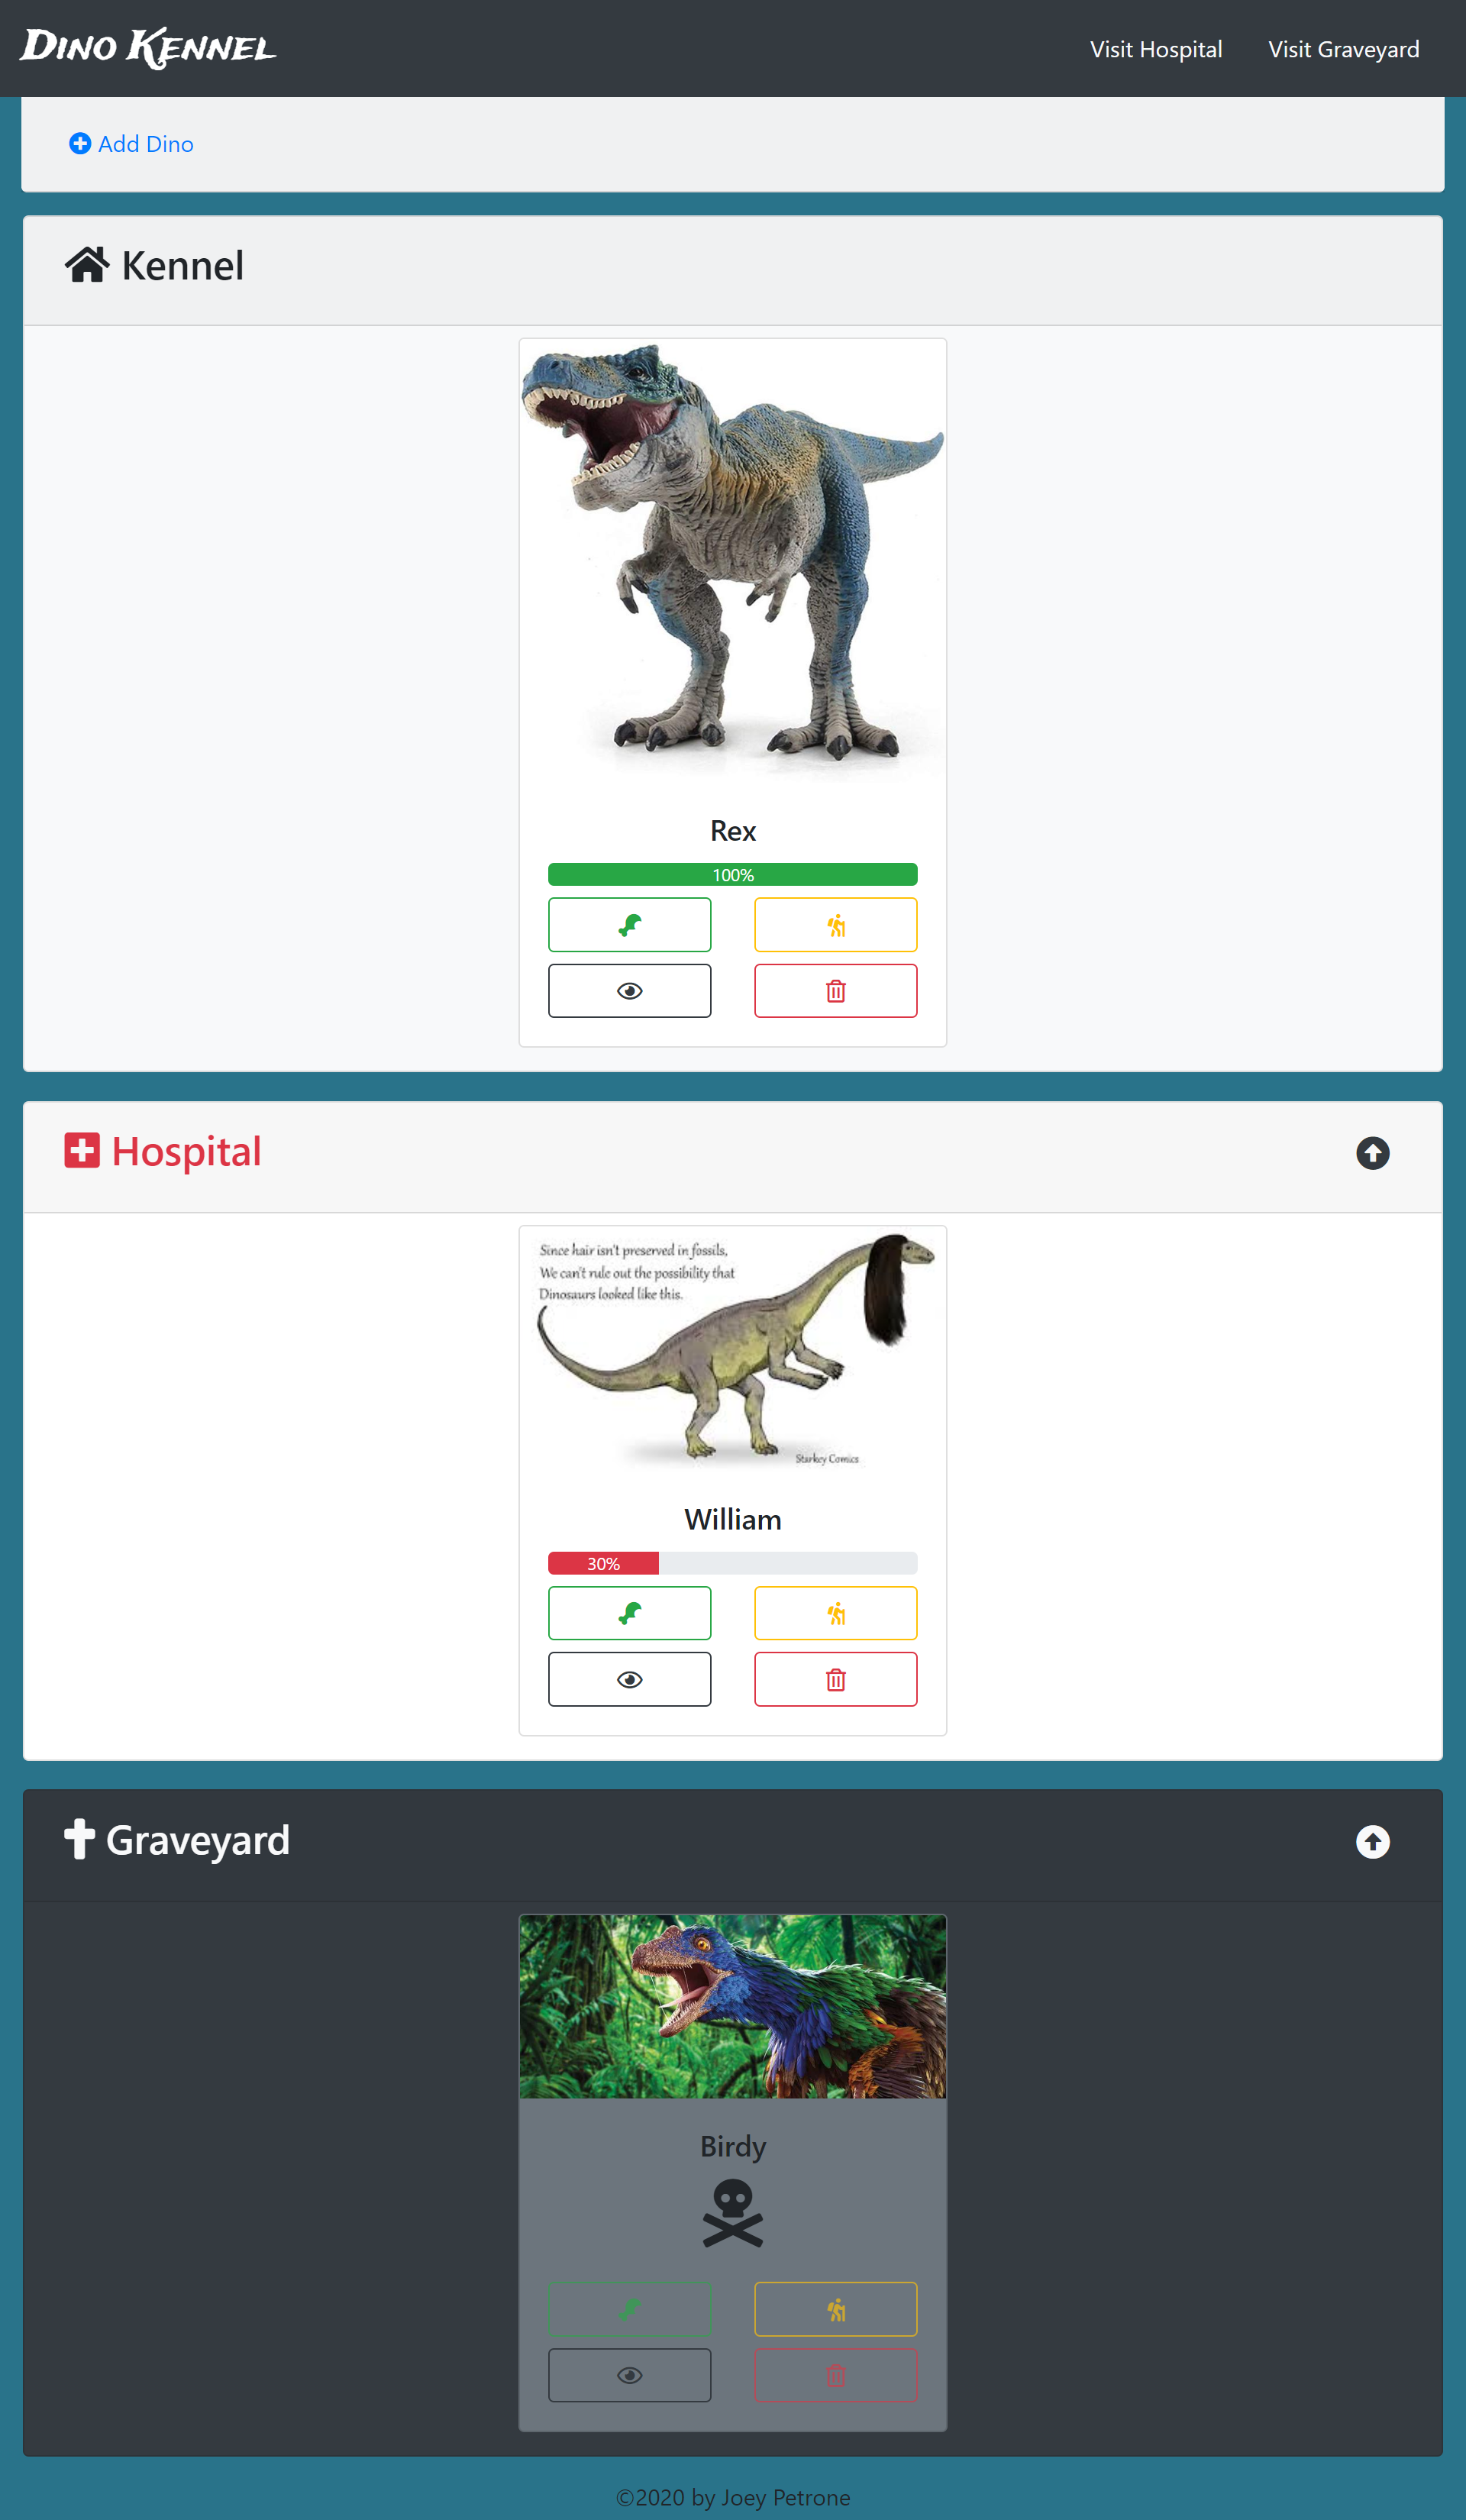 Dino Kennel
Visit Hospital Visit Graveyard
Add Dino
Kennel
Rex
100%
Hospital
Since hair isn't preserved in fossils,
We can't rule out the possibility that
Dinosaurs looked like this.
Starkey Comics
William
30%
Graveyard
Birdy
©2020 by Joey Petrone